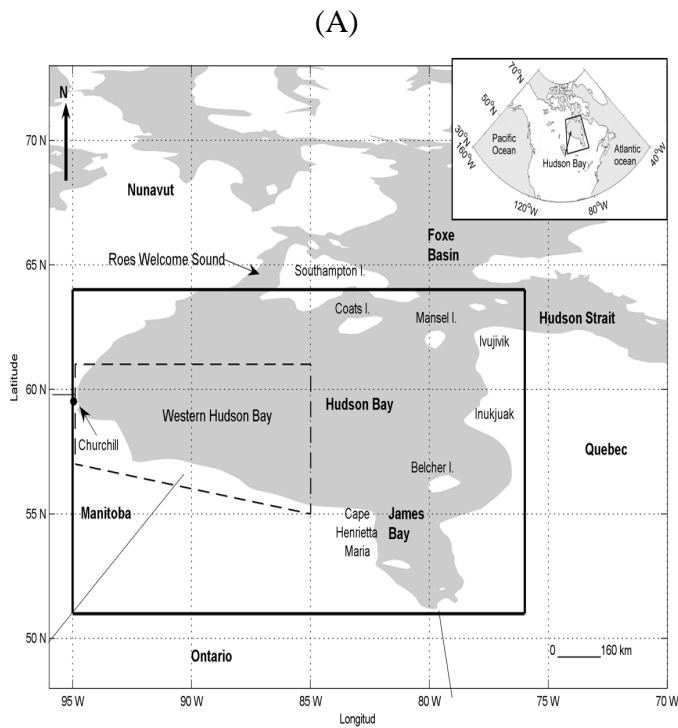 (A)
70°N
50°N
30°N
160°W
Pacific
Ocean
Hudson Bay
Atlantic
ocean
40°W
120°W
80°W
N
70 N
Nunavut
Foxe
Basin
Roes Welcome Sound
65 N
Southampton I.
Coats I.
Mansel I.
Hudson Strait
Ivujivik
60 N
Latitude
Western Hudson Bay
Hudson Bay
Inukjuak
Churchill
Quebec
Belcher I.
55 N
Manitoba
Cape
Henrietta
Maria
James
Bay
50 N
Ontario
0
160 km
95 W
90 W
85 W
80 W
75 W
70 W
Longitud